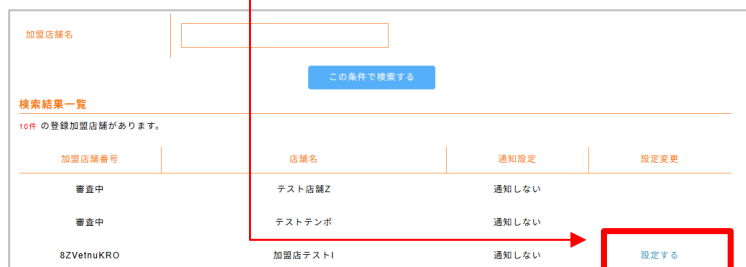 加盟店舗名
この条件で検索する
検索結果一覧
10件 の登録加盟店舗があります。
加盟店舗番号 店舗名 通知設定 設定変更
審査中 テスト店舗Z 通知しない
審査中 テストテンポ 通知しない
8ZVetnuKRO 加盟店テストI 通知しない 設定する